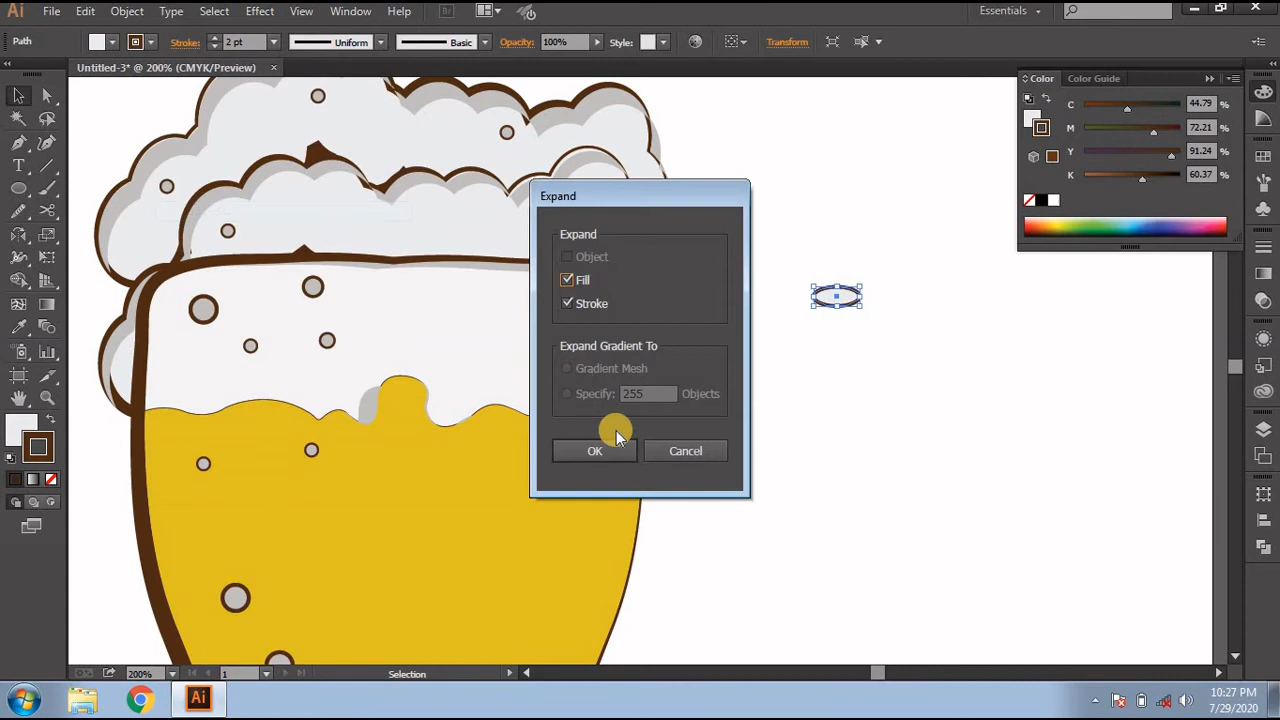 Ai File Edit Object Type Select Effect View Window Help Br Essentials
Path Stroke: 2 pt Uniform Basic Opacity: 100% Style: Transform
Untitled-3* @ 200% (CMYK/Preview) ×
Color Color Guide
C 44.79 %
M 72.21 %
Y 91.24 %
K 60.37 %
Expand
Expand
Object
Fill
Stroke
Expand Gradient To
Gradient Mesh
Specify: 255 Objects
OK Cancel
200% 1 Selection
Ai 10:27 PM
7/29/2020